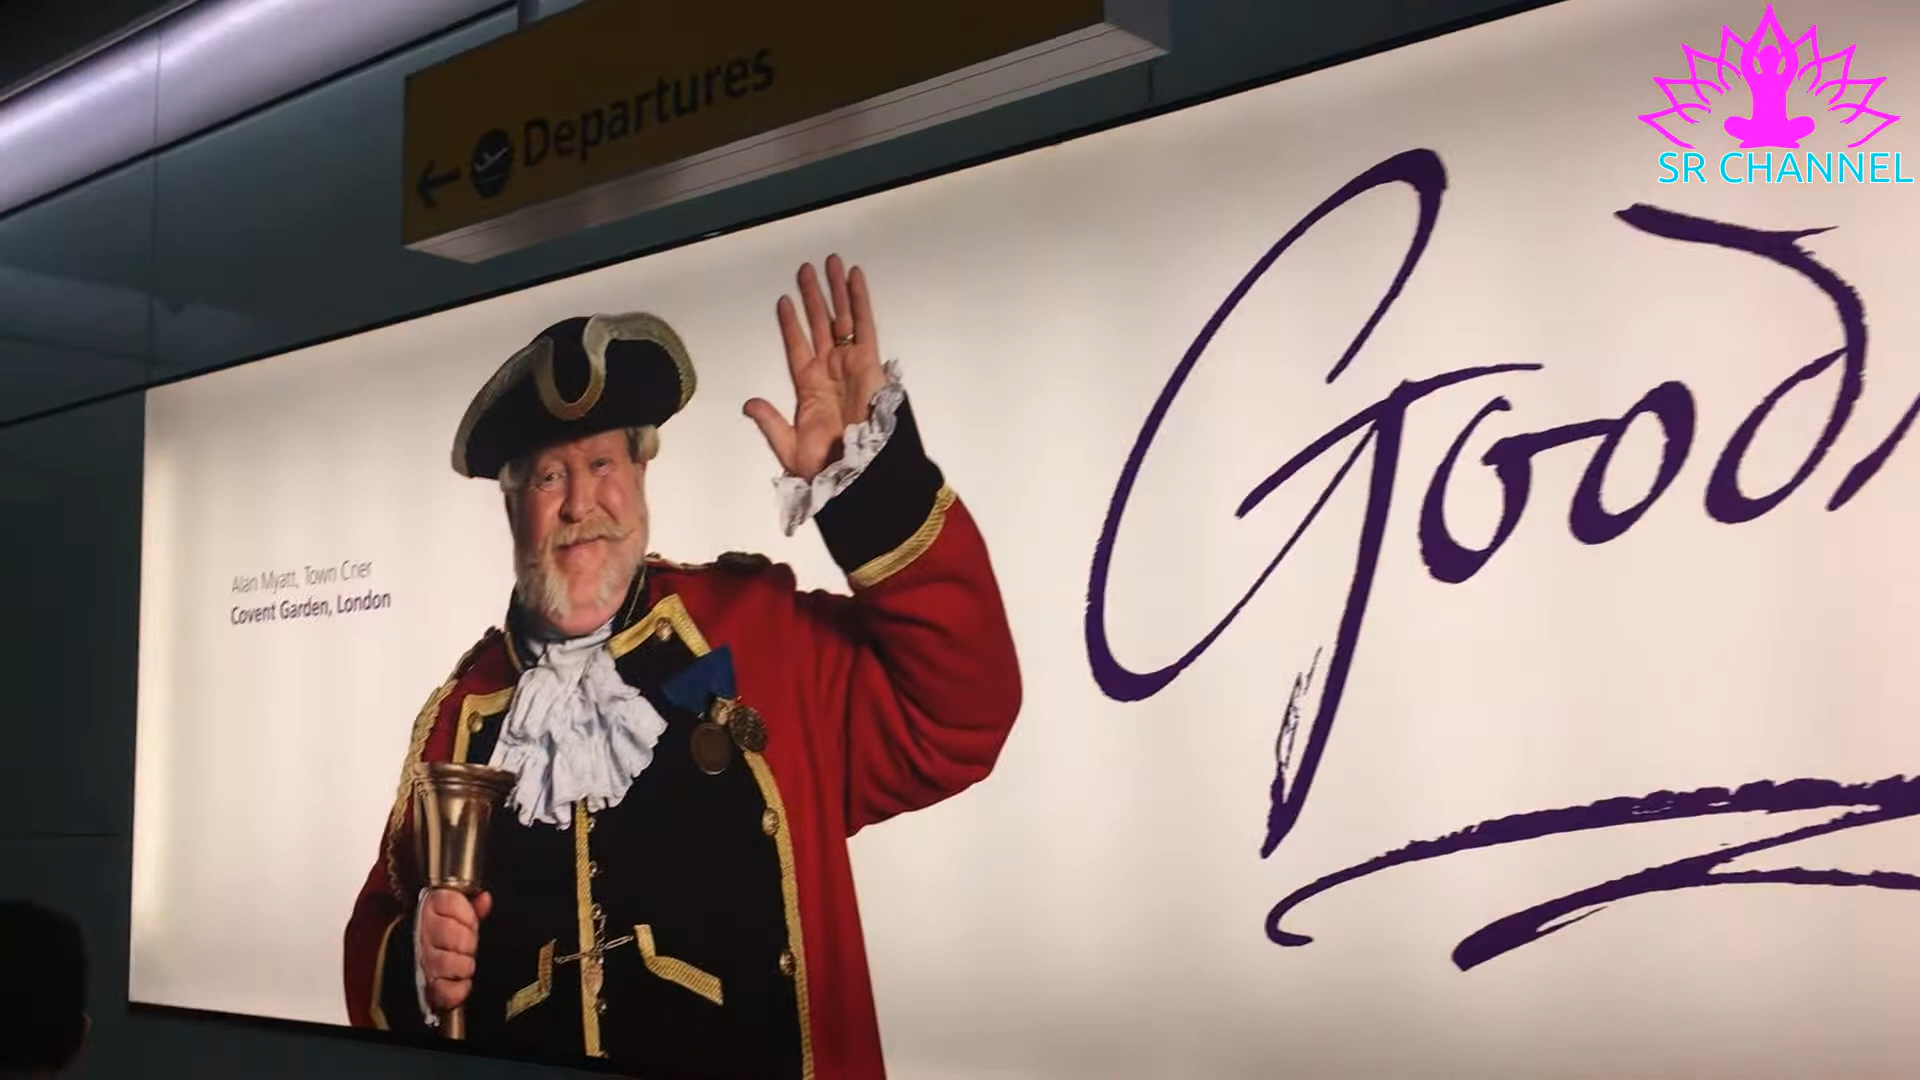 Departures
SR CHANNEL
Good
Alan Myatt, Town Crier
Covent Garden, London